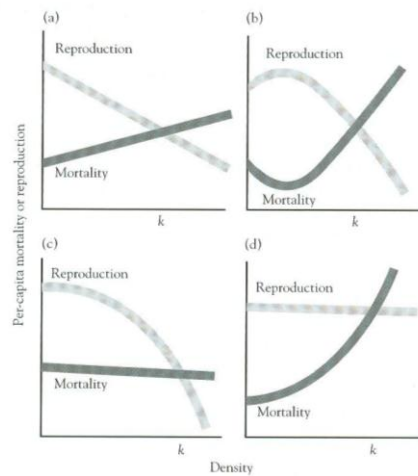 (a)
Reproduction
Mortality
k
(b)
Reproduction
Mortality
k
(c)
Reproduction
Mortality
k
(d)
Reproduction
Mortality
k
Per-capita mortality or reproduction
Density